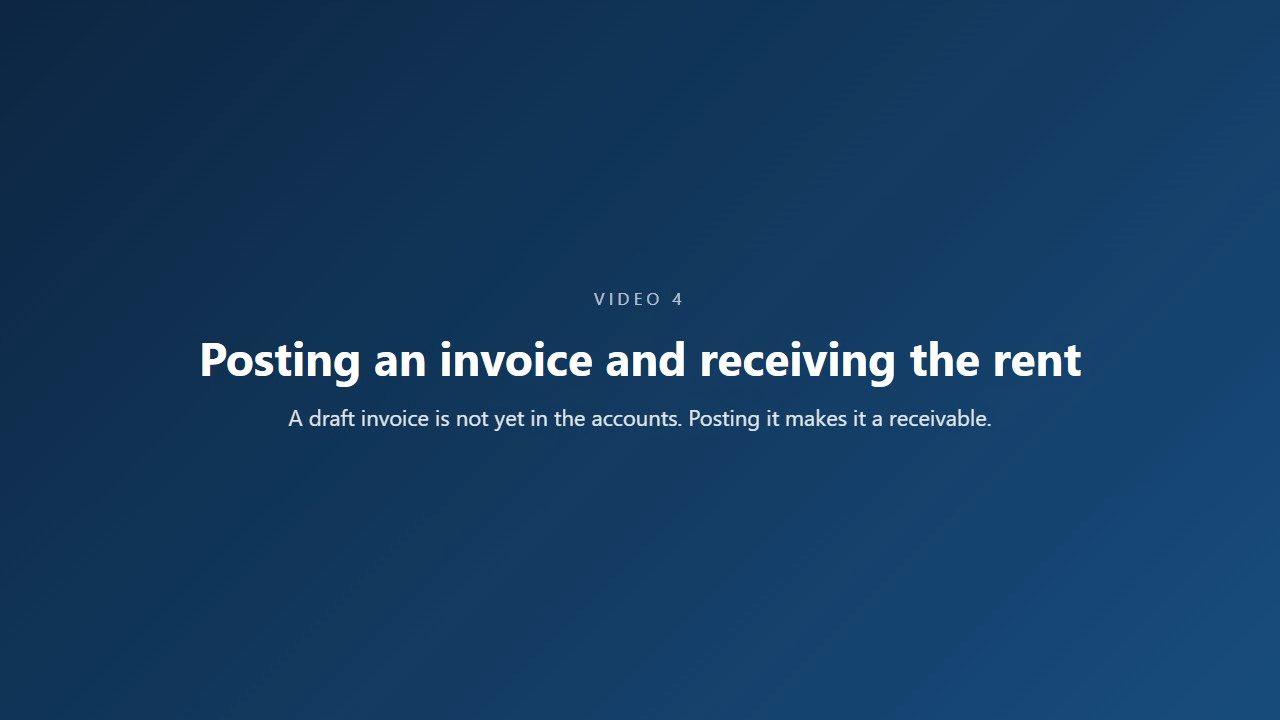 VIDEO 4
Posting an invoice and receiving the rent
A draft invoice is not yet in the accounts. Posting it makes it a receivable.